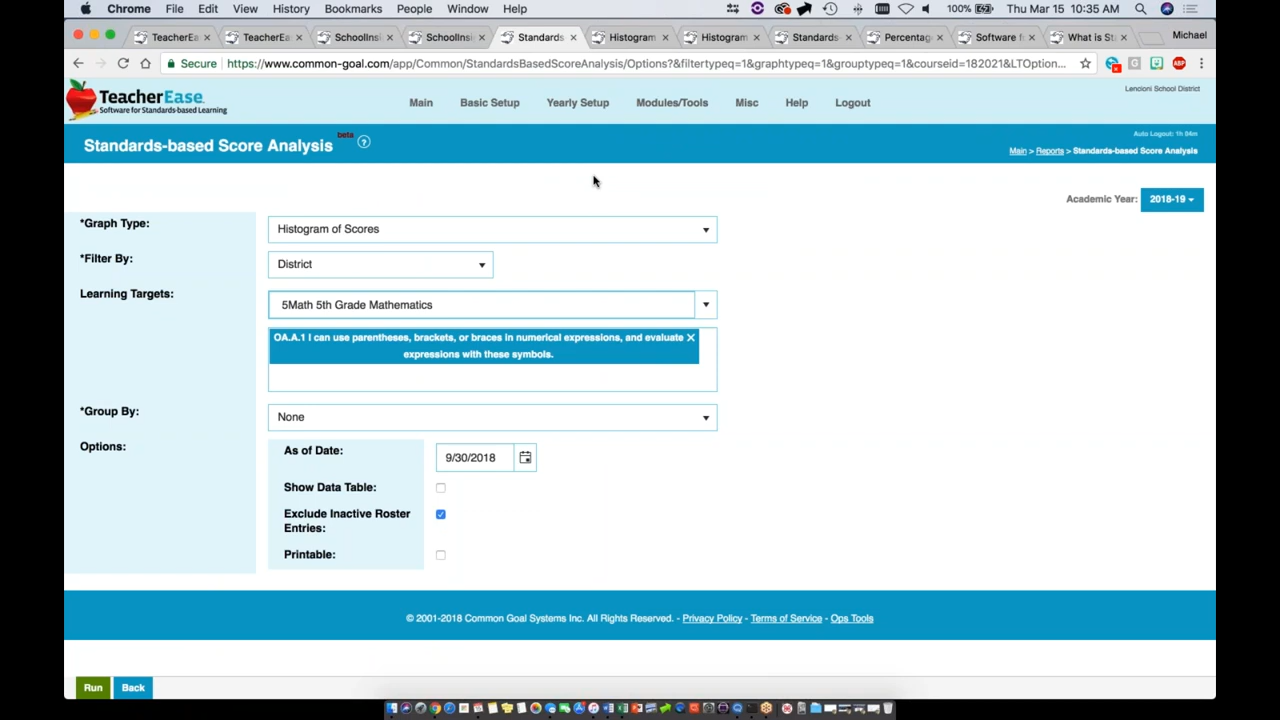 Chrome File Edit View History Bookmarks People Window Help 100% Thu Mar 15 10:35 AM
TeacherEa TeacherEa SchoolInsi SchoolInsi Standards Histogram Histogram Standards Percentag Software f What is St Michael
Secure https://www.common-goal.com/app/Common/StandardsBasedScoreAnalysis/Options?&filtertypeq=1&graphtypeq=1&grouptypeq=1&courseid=182021&LTOption...
Lencioni School District
TeacherEase
Software for Standards-based Learning
Main Basic Setup Yearly Setup Modules/Tools Misc Help Logout
Auto Logout: 1h 04m
Standards-based Score Analysis beta ?
Main > Reports > Standards-based Score Analysis
Academic Year: 2018-19
*Graph Type: Histogram of Scores
*Filter By: District
Learning Targets: 5Math 5th Grade Mathematics
OA.A.1 I can use parentheses, brackets, or braces in numerical expressions, and evaluate
expressions with these symbols.
*Group By: None
Options: As of Date: 9/30/2018
Show Data Table:
Exclude Inactive Roster
Entries:
Printable:
© 2001-2018 Common Goal Systems Inc. All Rights Reserved. - Privacy Policy - Terms of Service - Ops Tools
Run Back